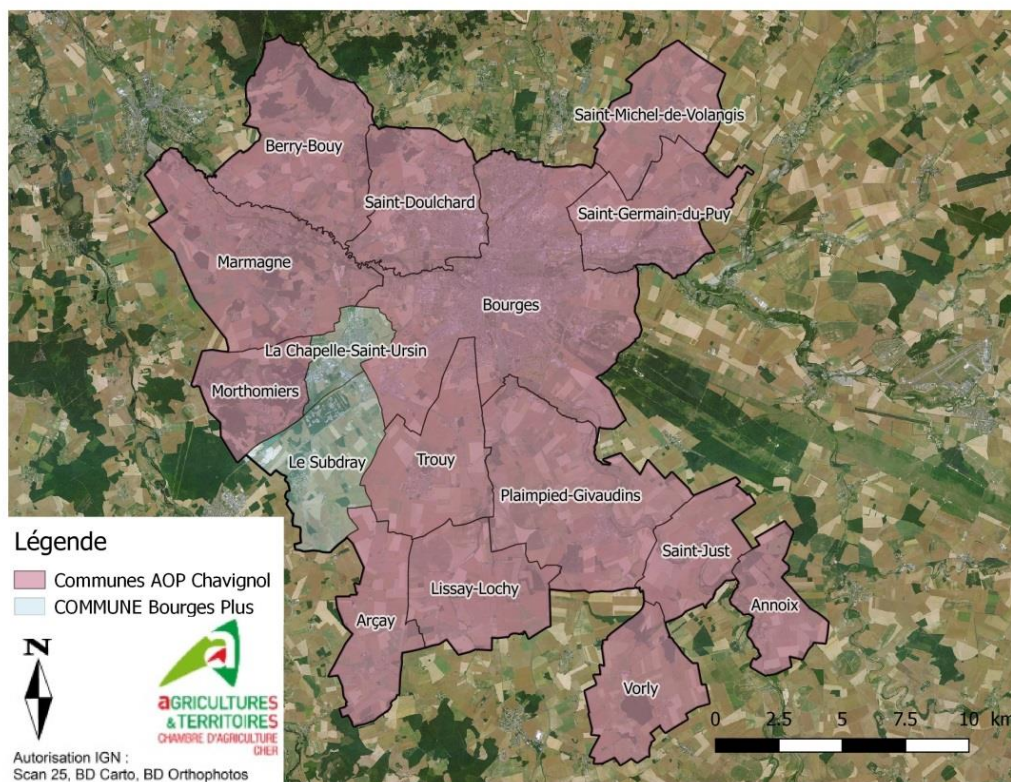 Saint-Michel-de-Volangis
Berry-Bouy
Saint-Doulchard
Saint-Germain-du-Puy
Marmagne
Bourges
La Chapelle-Saint-Ursin
Morthomiers
Le Subdray
Trouy
Plaimpied-Givaudins
Saint-Just
Lissay-Lochy
Annoix
Arçay
Vorly
0 2.5 5 7.5 10 km
Légende
Communes AOP Chavignol
COMMUNE Bourges Plus
N
agRICULTURES
& TERRITOIRES
CHAMBRE D'AGRICULTURE
CHER
Autorisation IGN :
Scan 25, BD Carto, BD Orthophotos